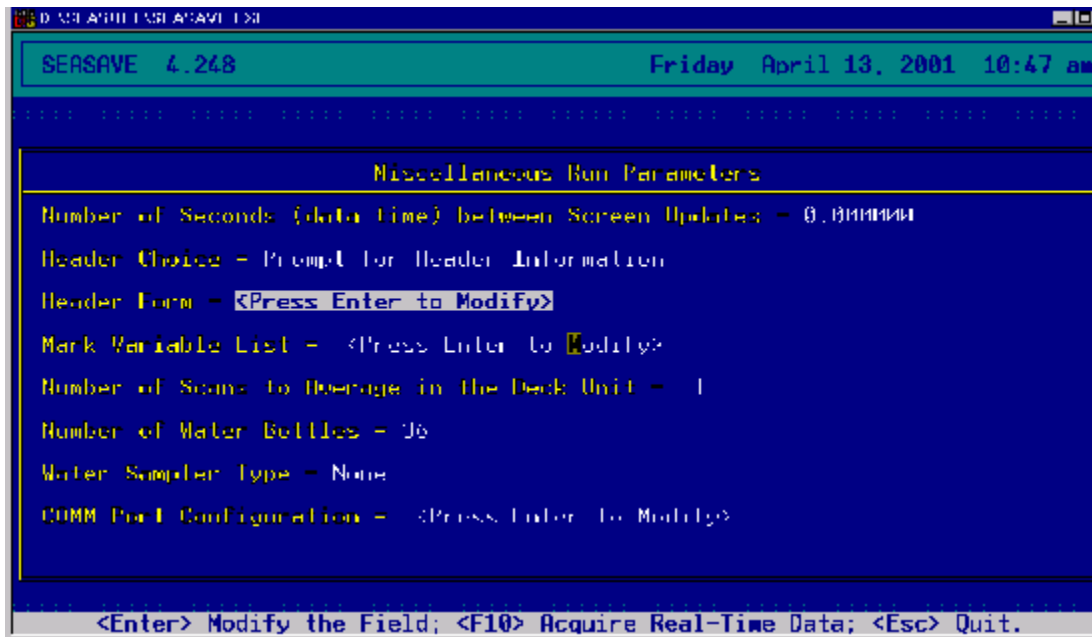 SEASAVE 4.248 Friday April 13, 2001 10:47 am
Miscellaneous Run Parameters
Number of Seconds (data time) between Screen Updates - 0.000000
Header Choice - Prompt for Header Information
Header Form - <Press Enter to Modify>
Mark Variable List - <Press Enter to Modify>
Number of Scans to Average in the Deck Unit - 1
Number of Water Bottles - 36
Water Sampler Type - None
COMM Port Configuration - <Press Enter to Modify>
<Enter> Modify the Field; <F10> Acquire Real-Time Data; <Esc> Quit.